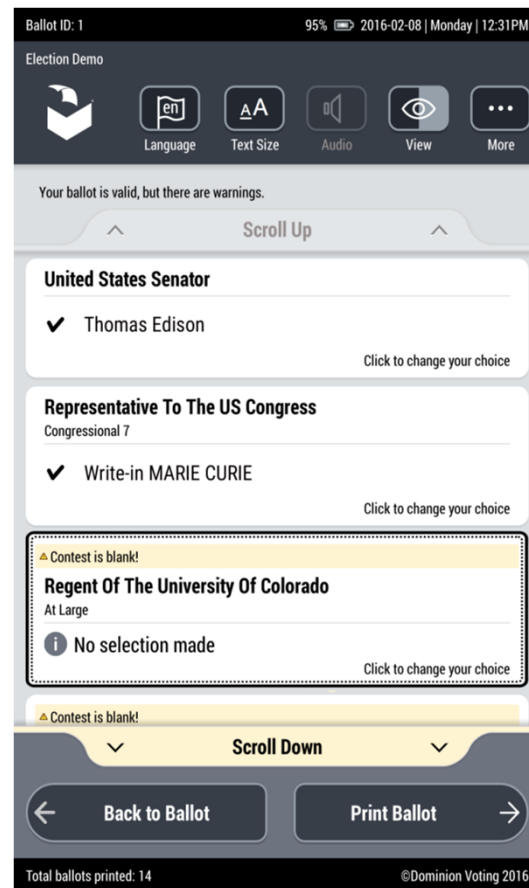 Ballot ID: 1 95% 2016-02-08 | Monday | 12:31PM
Election Demo
en AA
Language Text Size Audio View More
Your ballot is valid, but there are warnings.
Scroll Up
United States Senator
Thomas Edison
Click to change your choice
Representative To The US Congress
Congressional 7
Write-in MARIE CURIE
Click to change your choice
Contest is blank!
Regent Of The University Of Colorado
At Large
No selection made
Click to change your choice
Contest is blank!
Scroll Down
Back to Ballot Print Ballot
Total ballots printed: 14 ©Dominion Voting 2016